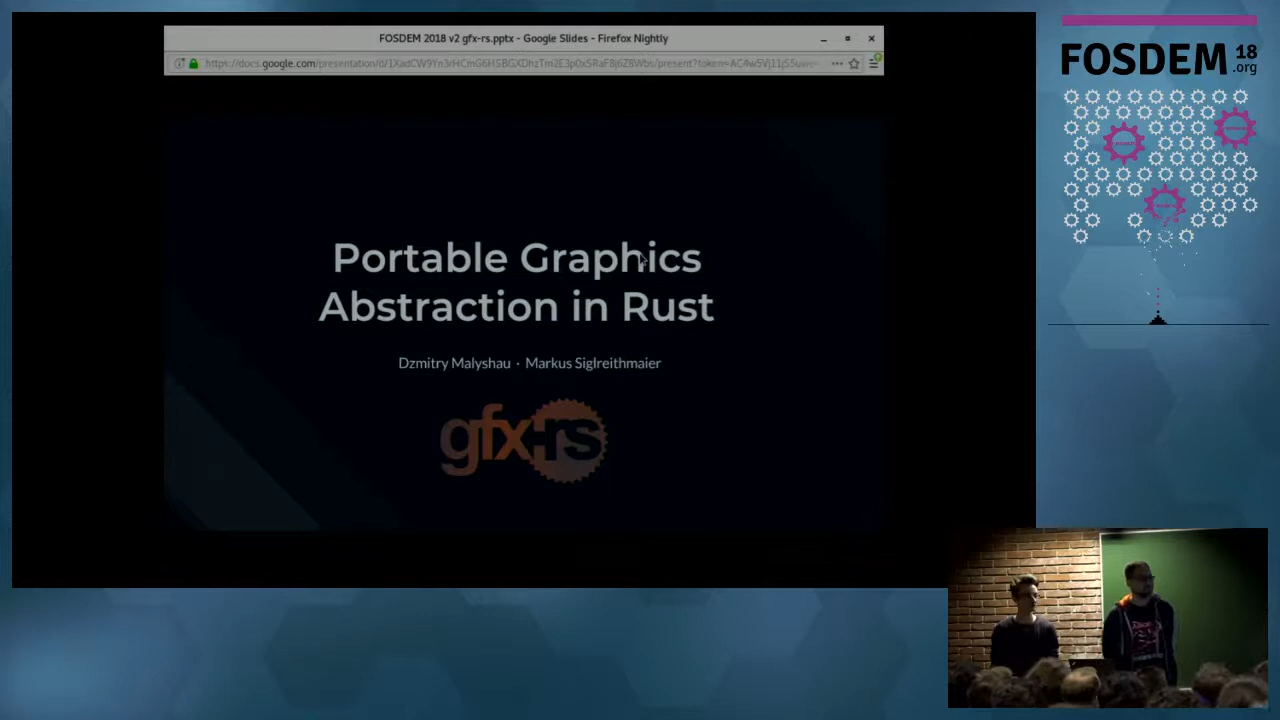 FOSDEM 2018 v2 gfx-rs.pptx - Google Slides - Firefox Nightly
Portable Graphics
Abstraction in Rust
Dzmitry Malyshau · Markus Siglreithmaier
gfx-rs
FOSDEM 18
.org